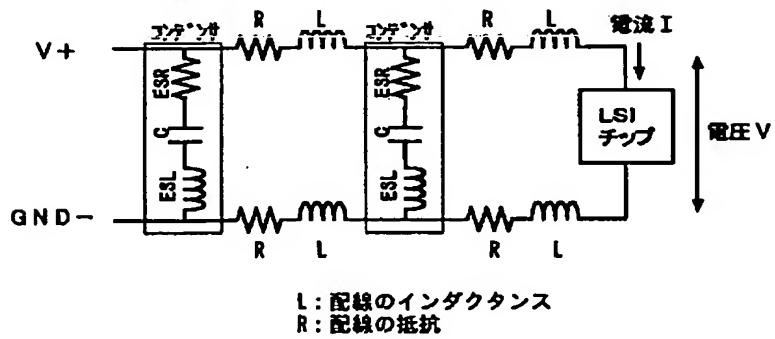 コンデンサ
R
L
コンデンサ
R
L
電流 I
V+
ESR
C
ESL
ESR
C
ESL
LSI
チップ
電圧 V
GND-
R
L
R
L
L:配線のインダクタンス
R:配線の抵抗